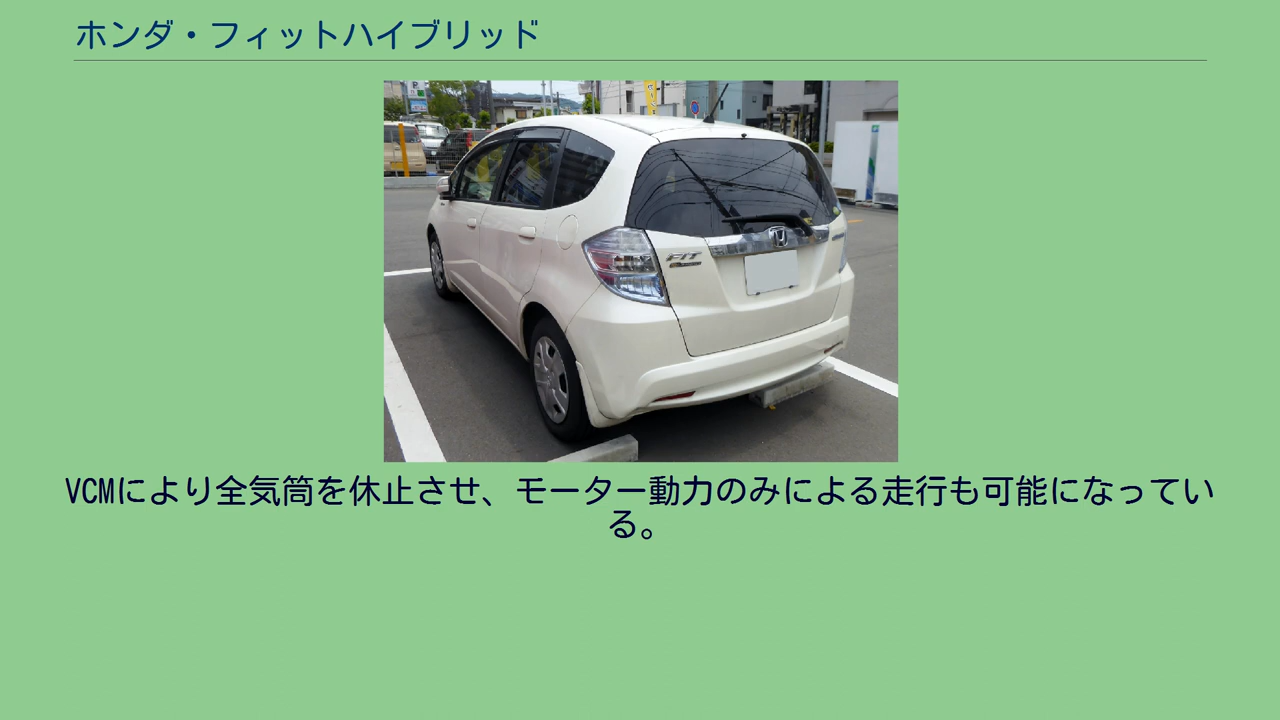 ホンダ・フィットハイブリッド
FIT
VCMにより全気筒を休止させ、モーター動力のみによる走行も可能になってい
る。